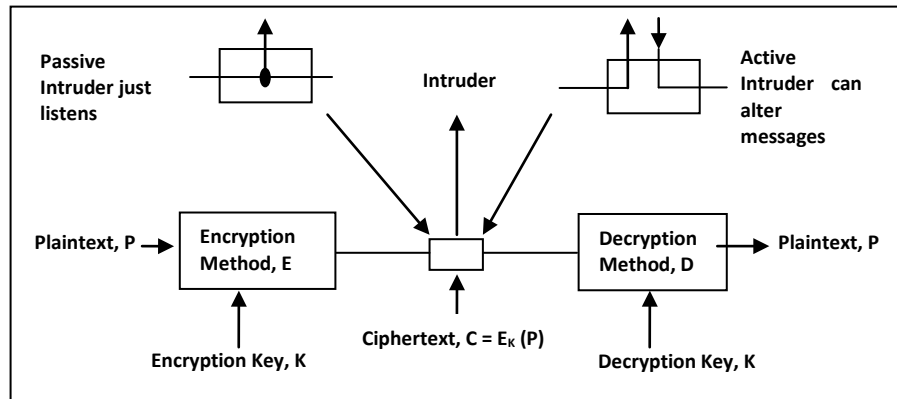 Passive
Intruder just
listens
Intruder
Active
Intruder can
alter
messages
Plaintext, P
Encryption
Method, E
Decryption
Method, D
Plaintext, P
Ciphertext, C = EK (P)
Encryption Key, K
Decryption Key, K